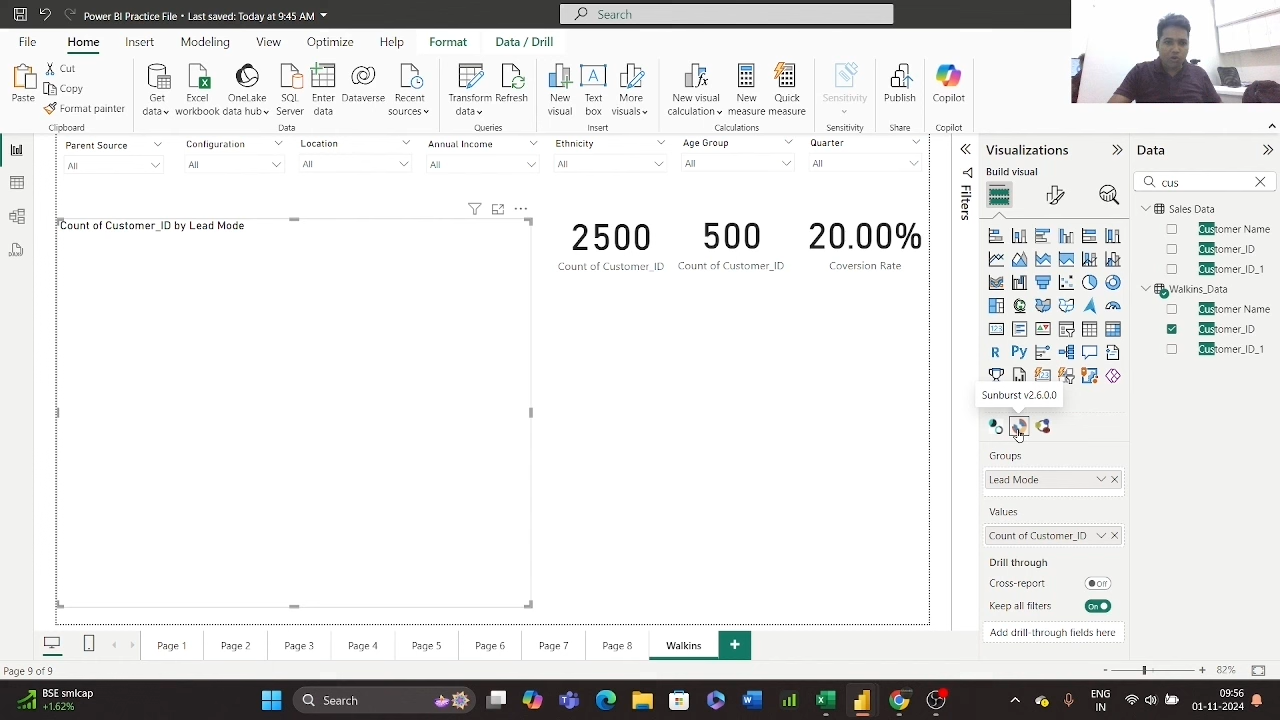 Power BI Practice File • Last saved: Today at 9:45 AM
Search
File
Home
Insert
Modeling
View
Optimize
Help
Format
Data / Drill
Paste
Cut
Copy
Format painter
Clipboard
Get data
Excel workbook
OneLake data hub
SQL Server
Enter data
Dataverse
Recent sources
Data
Transform data
Refresh
Queries
New visual
Text box
More visuals
Insert
New visual calculation
New measure
Quick measure
Calculations
Sensitivity
Sensitivity
Publish
Share
Copilot
Copilot
Parent Source
All
Configuration
All
Location
All
Annual Income
All
Ethnicity
All
Age Group
All
Quarter
All
Count of Customer_ID by Lead Mode
2500
Count of Customer_ID
500
Count of Customer_ID
20.00%
Coversion Rate
Filters
Visualizations
Build visual
Sunburst v2.6.0.0
Groups
Lead Mode
Values
Count of Customer_ID
Drill through
Cross-report
Off
Keep all filters
On
Add drill-through fields here
Data
cus
Sales Data
Customer Name
Customer_ID
Customer_ID_1
Walkins_Data
Customer Name
Customer_ID
Customer_ID_1
Page 1
Page 2
Page 3
Page 4
Page 5
Page 6
Page 7
Page 8
Walkins
Page 9 of 9
82%
BSE smlcap
+1.62%
Search
ENG
IN
09:56
01-11-2024